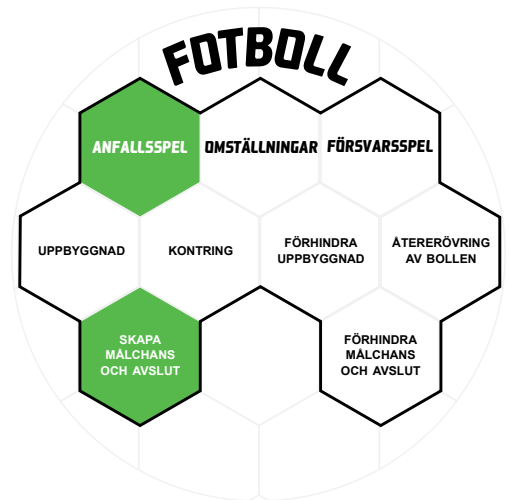 FOTBOLL
ANFALLSSPEL
OMSTÄLLNINGAR
FÖRSVARSSPEL
UPPBYGGNAD
KONTRING
FÖRHINDRA
UPPBYGGNAD
ÅTERERÖVRING
AV BOLLEN
SKAPA
MÅLCHANS
OCH AVSLUT
FÖRHINDRA
MÅLCHANS
OCH AVSLUT